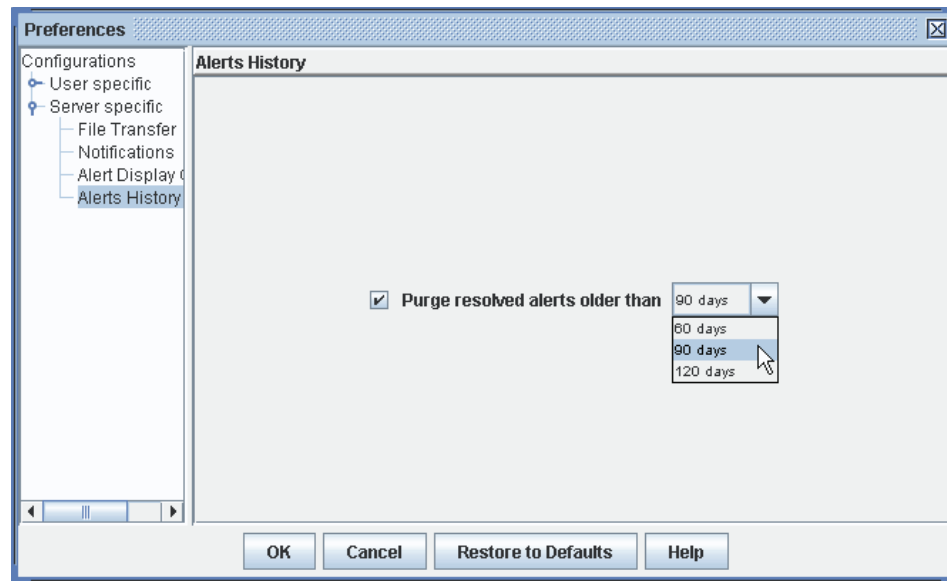 Preferences
Configurations
User specific
Server specific
File Transfer
Notifications
Alert Display
Alerts History
Alerts History
Purge resolved alerts older than
90 days
60 days
90 days
120 days
OK
Cancel
Restore to Defaults
Help